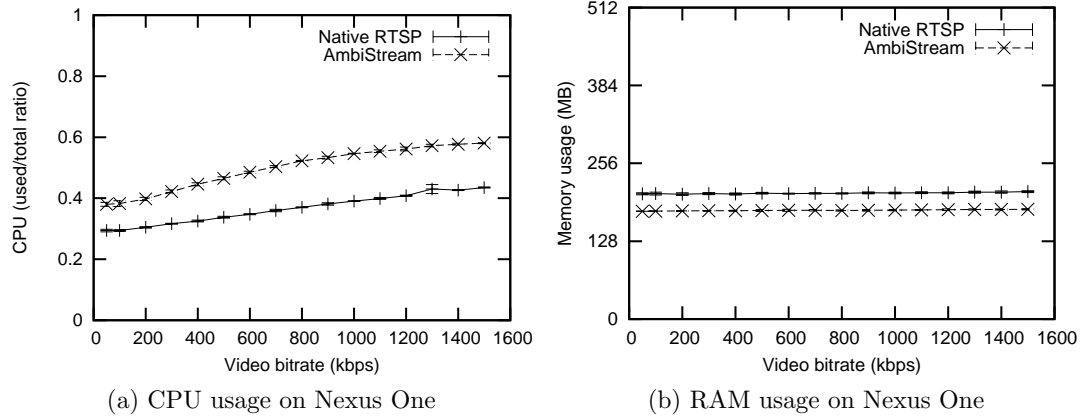 Native RTSP
AmbiStream
1
0.8
0.6
0.4
0.2
0
CPU (used/total ratio)
0 200 400 600 800 1000 1200 1400 1600
Video bitrate (kbps)
(a) CPU usage on Nexus One
Native RTSP
AmbiStream
512
384
256
128
Memory usage (MB)
0 200 400 600 800 1000 1200 1400 1600
Video bitrate (kbps)
(b) RAM usage on Nexus One